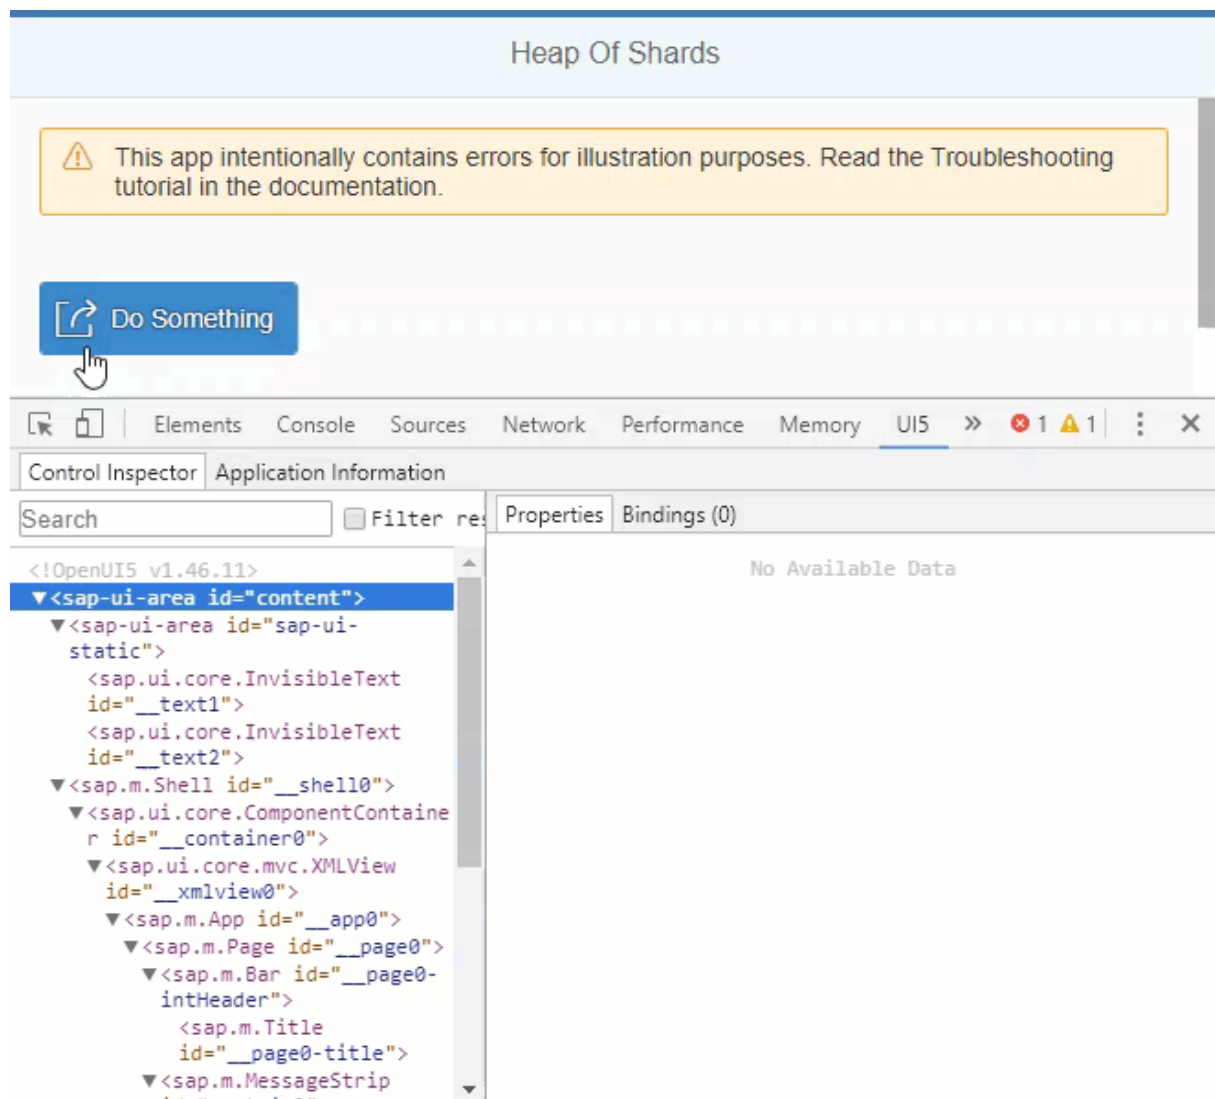 Heap Of Shards
This app intentionally contains errors for illustration purposes. Read the Troubleshooting
tutorial in the documentation.
Do Something
Elements Console Sources Network Performance Memory UI5 » 1 1
Control Inspector Application Information
Search Filter res
Properties Bindings (0)
<!OpenUI5 v1.46.11>
No Available Data
▼<sap-ui-area id="content">
▼<sap-ui-area id="sap-ui-
static">
<sap.ui.core.InvisibleText
id="__text1">
<sap.ui.core.InvisibleText
id="__text2">
▼<sap.m.Shell id="__shell0">
▼<sap.ui.core.ComponentContaine
r id="__container0">
▼<sap.ui.core.mvc.XMLView
id="__xmlview0">
▼<sap.m.App id="__app0">
▼<sap.m.Page id="__page0">
▼<sap.m.Bar id="__page0-
intHeader">
<sap.m.Title
id="__page0-title">
▼<sap.m.MessageStrip